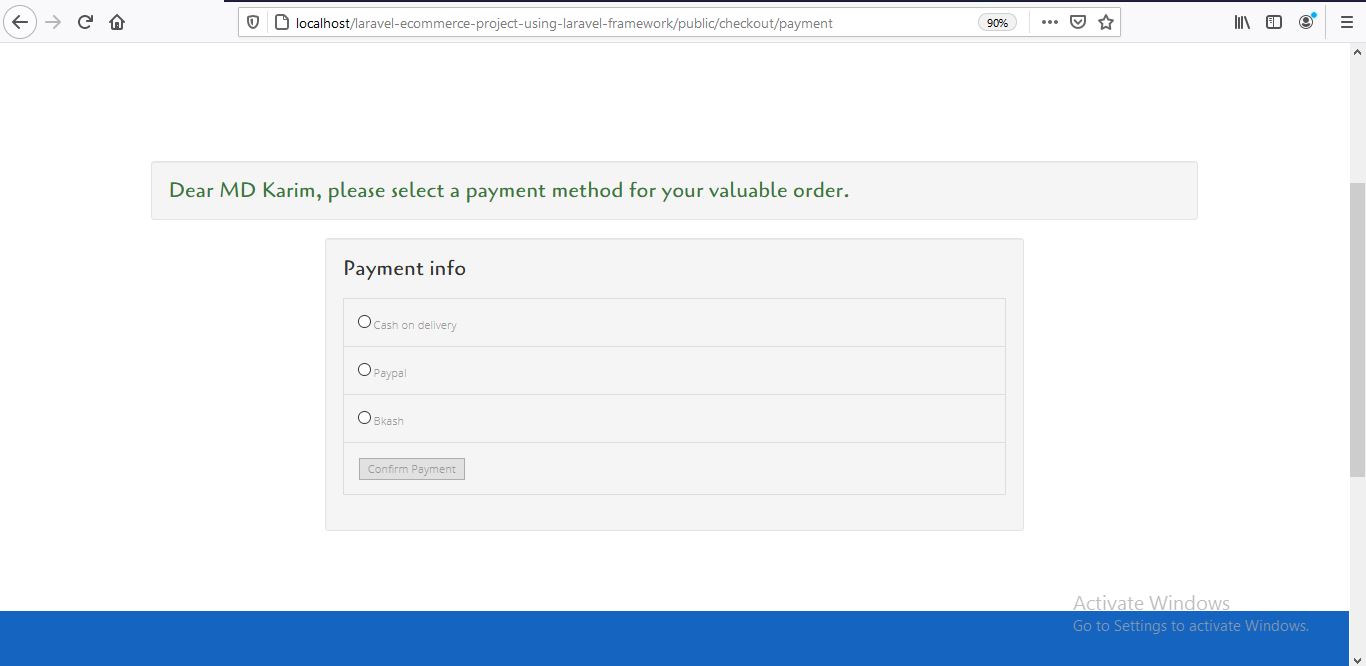 localhost/laravel-ecommerce-project-using-laravel-framework/public/checkout/payment
90%
Dear MD Karim, please select a payment method for your valuable order.
Payment info
Cash on delivery
Paypal
Bkash
Confirm Payment
Activate Windows
Go to Settings to activate Windows.